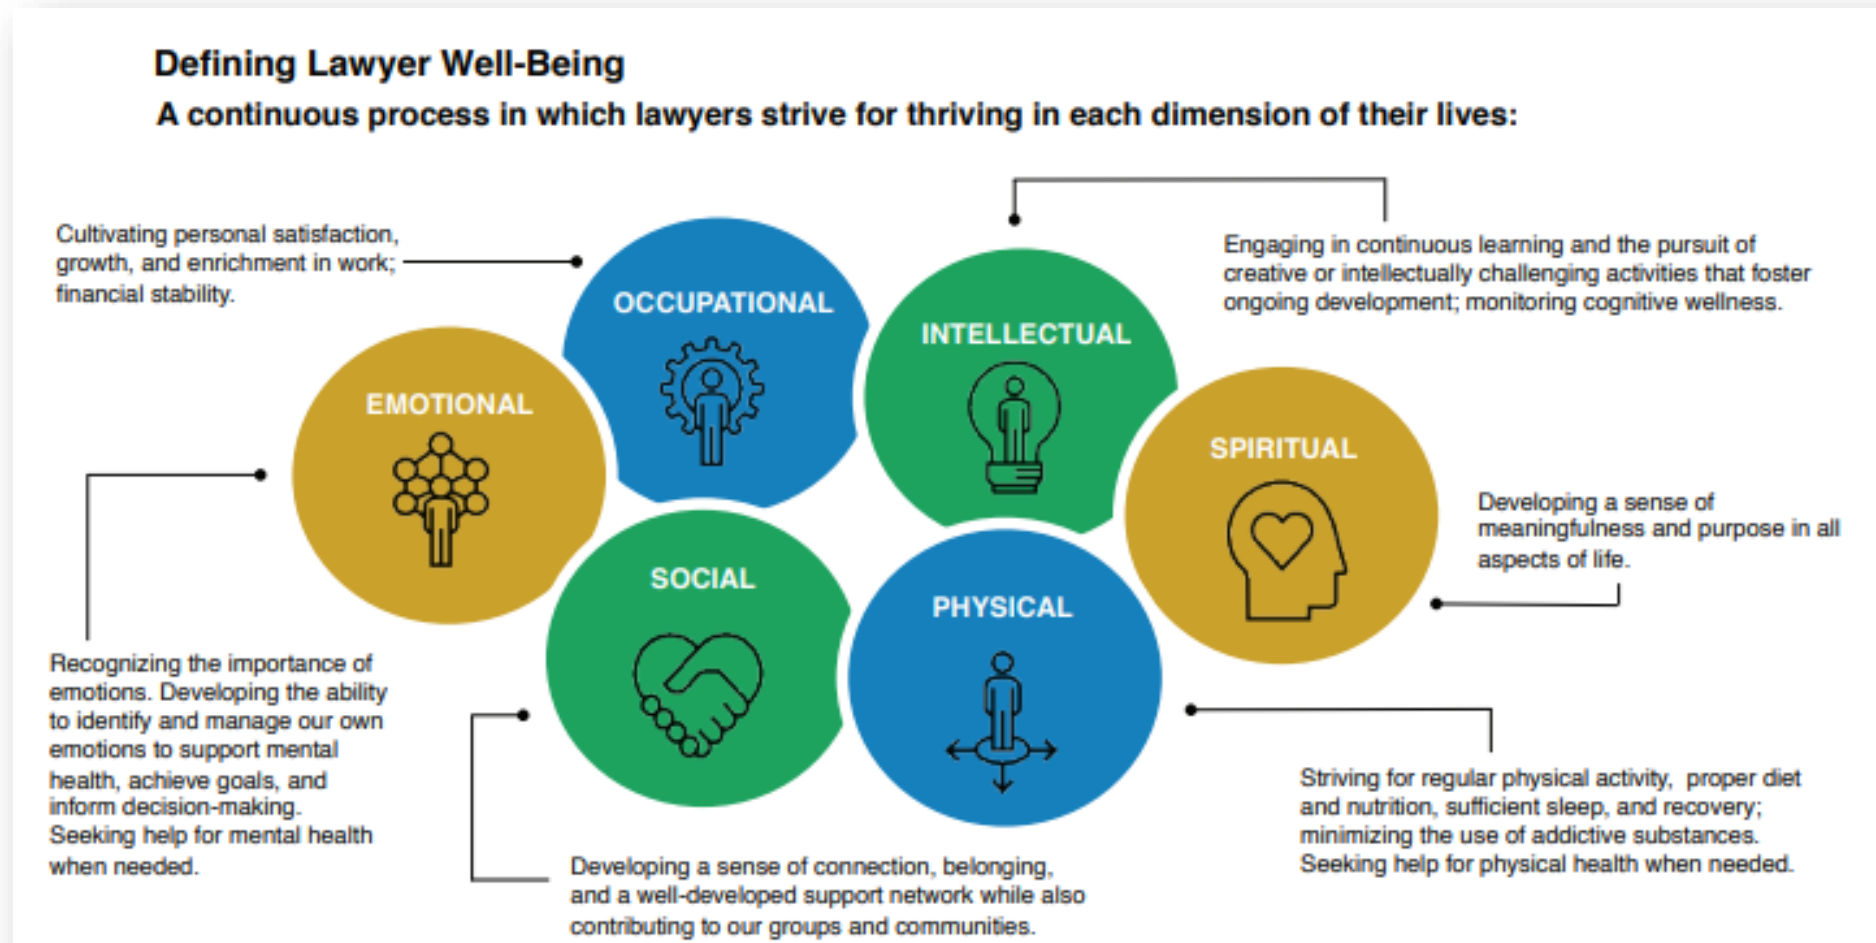 Defining Lawyer Well-Being
A continuous process in which lawyers strive for thriving in each dimension of their lives:
Cultivating personal satisfaction,
growth, and enrichment in work;
financial stability.
OCCUPATIONAL
INTELLECTUAL
Engaging in continuous learning and the pursuit of
creative or intellectually challenging activities that foster
ongoing development; monitoring cognitive wellness.
EMOTIONAL
SPIRITUAL
Developing a sense of
meaningfulness and purpose in all
aspects of life.
SOCIAL
PHYSICAL
Recognizing the importance of
emotions. Developing the ability
to identify and manage our own
emotions to support mental
health, achieve goals, and
inform decision-making.
Seeking help for mental health
when needed.
Developing a sense of connection, belonging,
and a well-developed support network while also
contributing to our groups and communities.
Striving for regular physical activity, proper diet
and nutrition, sufficient sleep, and recovery;
minimizing the use of addictive substances.
Seeking help for physical health when needed.